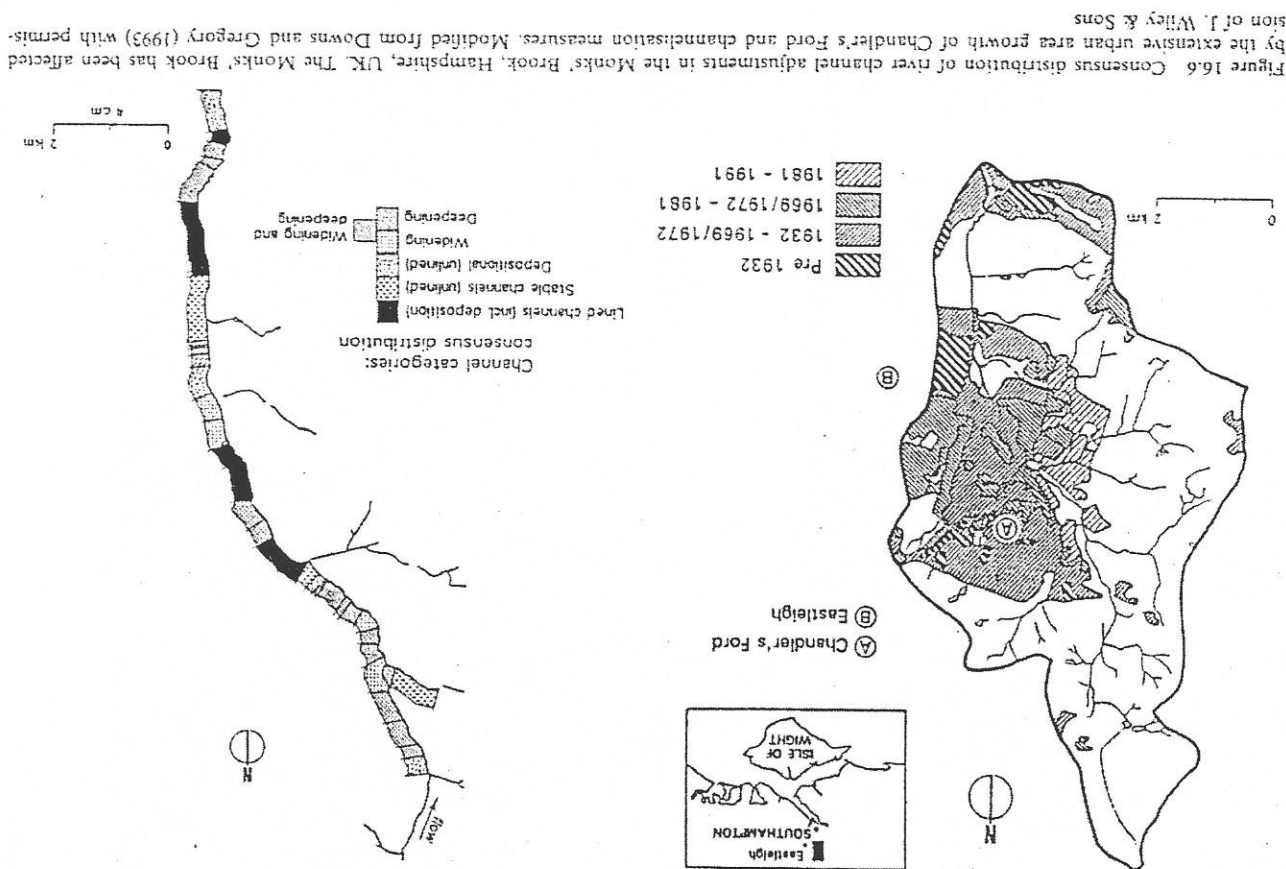 Eastleigh
SOUTHAMPTON
ISLE OF
WIGHT
N
flow
N
Ⓐ Chandler's Ford
Ⓑ Eastleigh
A
B
Pre 1932
1932 - 1969/1972
1969/1972 - 1981
1981 - 1991
0 2 km
Channel categories:
consensus distribution
Lined channels (incl. deposition)
Stable channels (unlined)
Depositional (unlined)
Widening
Deepening
Widening and
deepening
0 2 km
4 cm
Figure 16.6 Consensus distribution of river channel adjustments in the Monks' Brook, Hampshire, UK. The Monks' Brook has been affected
by the extensive urban area growth of Chandler's Ford and channelisation measures. Modified from Downs and Gregory (1993) with permis-
sion of J. Wiley & Sons